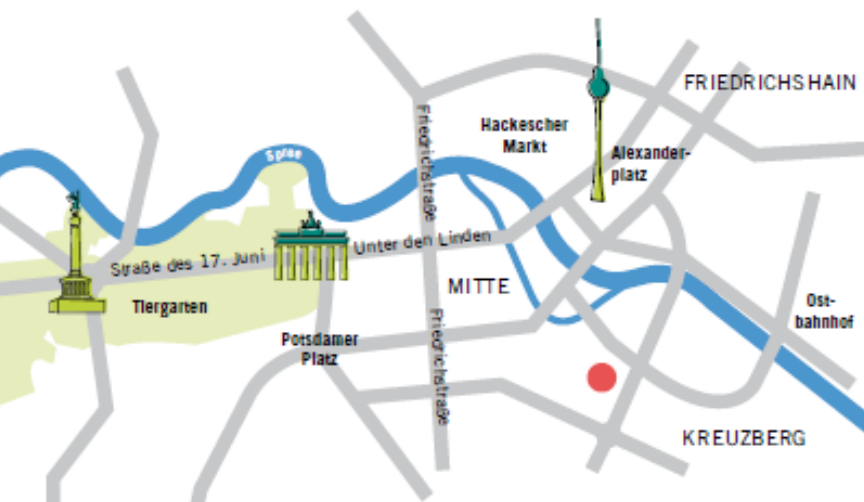 FRIEDRICHSHAIN
Hackescher
Markt
Alexander-
platz
Spree
Friedrichstraße
Unter den Linden
Straße des 17. Juni
MITTE
Tiergarten
Ost-
bahnhof
Potsdamer
Platz
Friedrichstraße
KREUZBERG